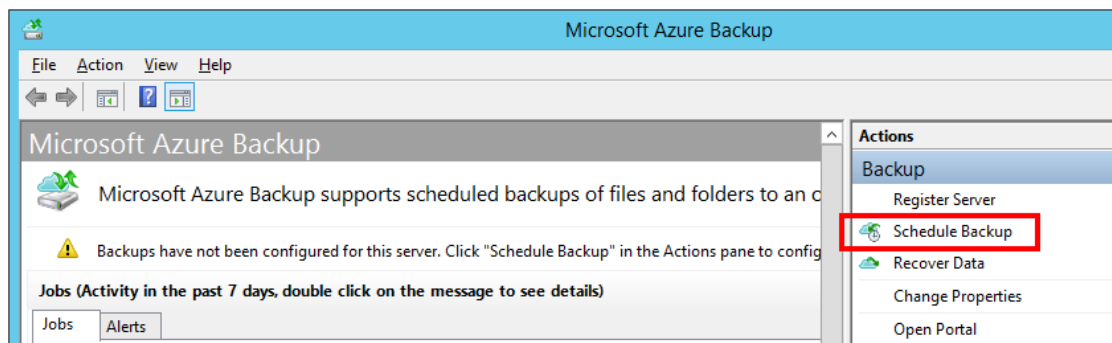 Microsoft Azure Backup
File Action View Help
Microsoft Azure Backup
Microsoft Azure Backup supports scheduled backups of files and folders to an
Backups have not been configured for this server. Click "Schedule Backup" in the Actions pane to config
Jobs (Activity in the past 7 days, double click on the message to see details)
Jobs
Alerts
Actions
Backup
Register Server
Schedule Backup
Recover Data
Change Properties
Open Portal